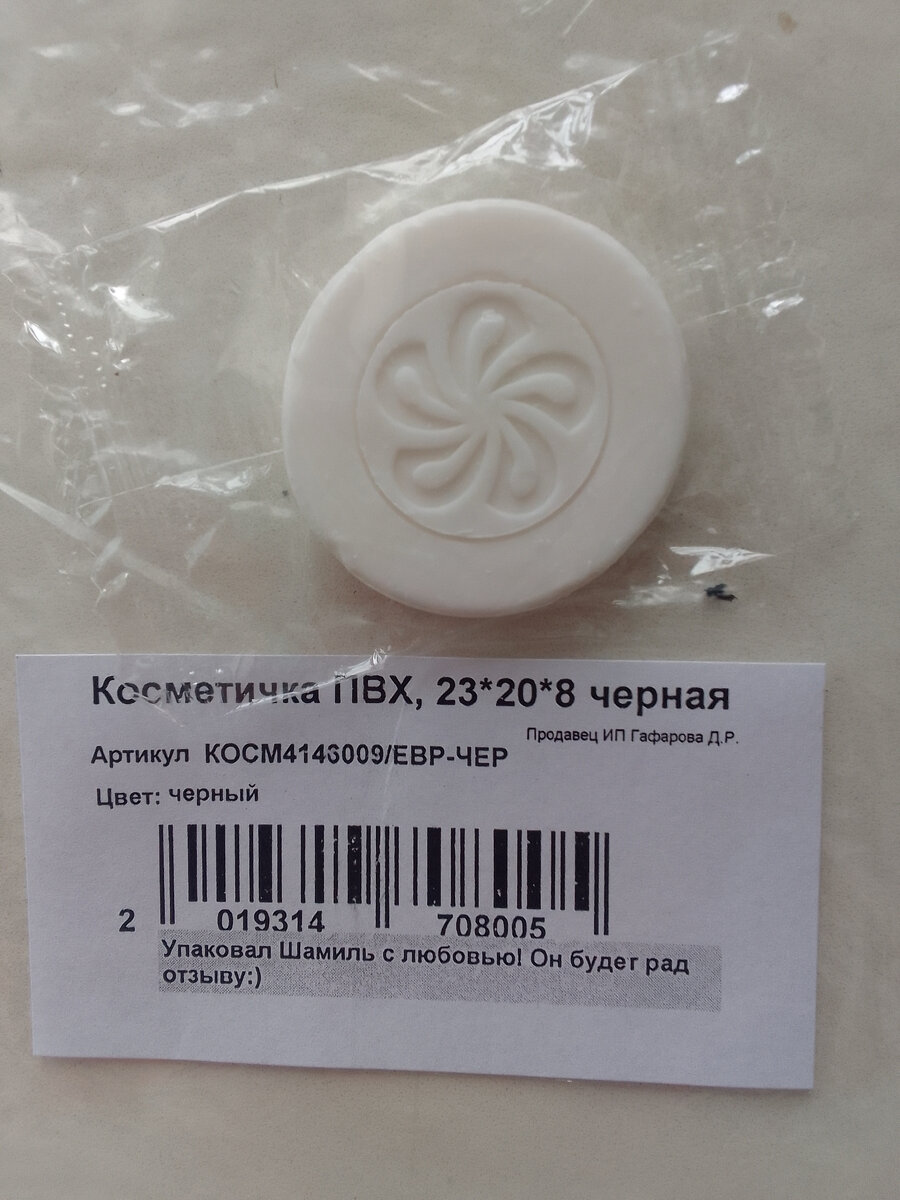 Косметичка ПВХ, 23*20*8 черная
Продавец ИП Гафарова Д.Р.
Артикул КОСМ4146009/ЕВР-ЧЕР
Цвет: черный
2 019314 708005
Упаковал Шамиль с любовью! Он будет рад
отзыву:)